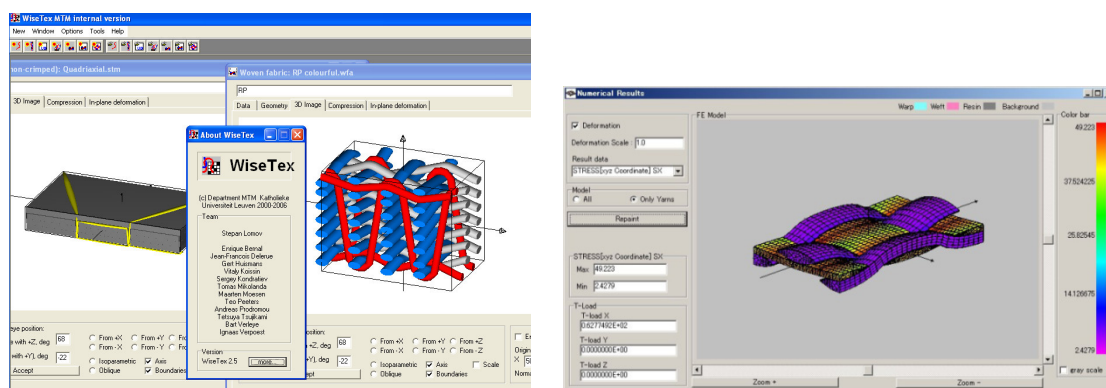 WiseTex MTM internal version
New Window Options Tools Help
non-crimped): Quadriaxial.stm
3D Image Compression In-plane deformation
Woven fabric: RP colourful.wfa
RP
Data Geometry 3D Image Compression In-plane deformation
1
About WiseTex
WiseTex
(c) Department MTM Katholieke
Universiteit Leuven 2000-2006
Team
Stepan Lomov
Enrique Bernal
Jean-Francois Delerue
Gert Huismans
Vitaly Koissin
Sergey Kondratiev
Tomas Mikolanda
Maarten Moesen
Teo Peeters
Andreas Prodromou
Tetsuya Tsujikami
Bart Verleye
Ignaas Verpoest
Version
WiseTex 2.5 more...
eye position:
s with +Z, deg 68 From +X From +Y
From -X From -Y
with +Y), deg -22 Isoparametric Axis
Accept Oblique Boundaries
osition:
+Z, deg 68 From +X From +Y From +Z
From -X From -Y From -Z
+Y), deg -22 Isoparametric Axis Scale
Oblique Boundaries
Numerical Results
Warp Weft Resin Background
Deformation
Deformation Scale : 1.0
Result data
STRESS[xyz Coordinate] SX
Model
All Only Yarns
Repaint
STRESS[xyz Coordinate] SX
Max 49.223
Min 2.4279
T-Load
T-load X
0.6277492E+02
T-load Y
0.0000000E+00
T-load Z
0.0000000E+00
FE Model
Zoom + Zoom -
Color bar
49.223
37.524225
25.82545
14.126675
2.4279
gray scale